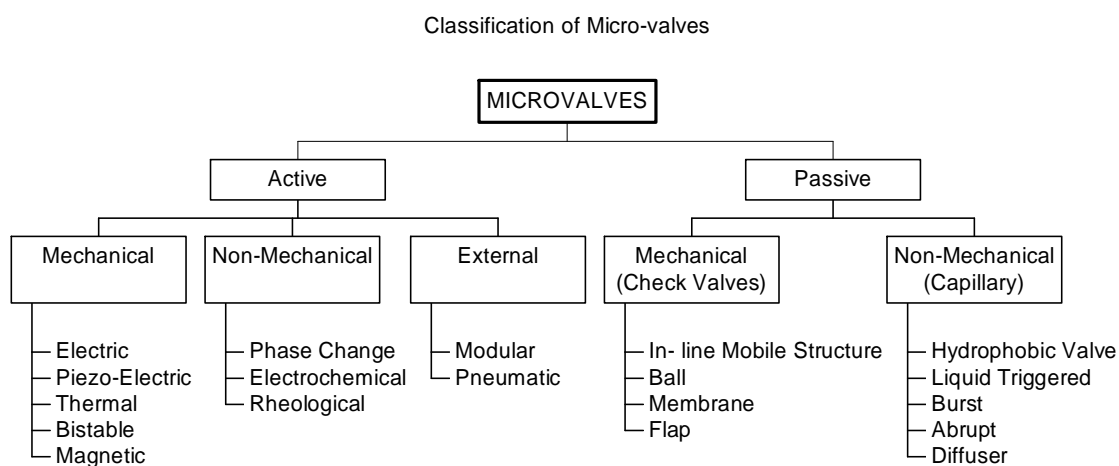 Classification of Micro-valves
MICROVALVES
Active
Passive
Mechanical
Non-Mechanical
External
Mechanical
(Check Valves)
Non-Mechanical
(Capillary)
Electric
Piezo-Electric
Thermal
Bistable
Magnetic
Phase Change
Electrochemical
Rheological
Modular
Pneumatic
In- line Mobile Structure
Ball
Membrane
Flap
Hydrophobic Valve
Liquid Triggered
Burst
Abrupt
Diffuser